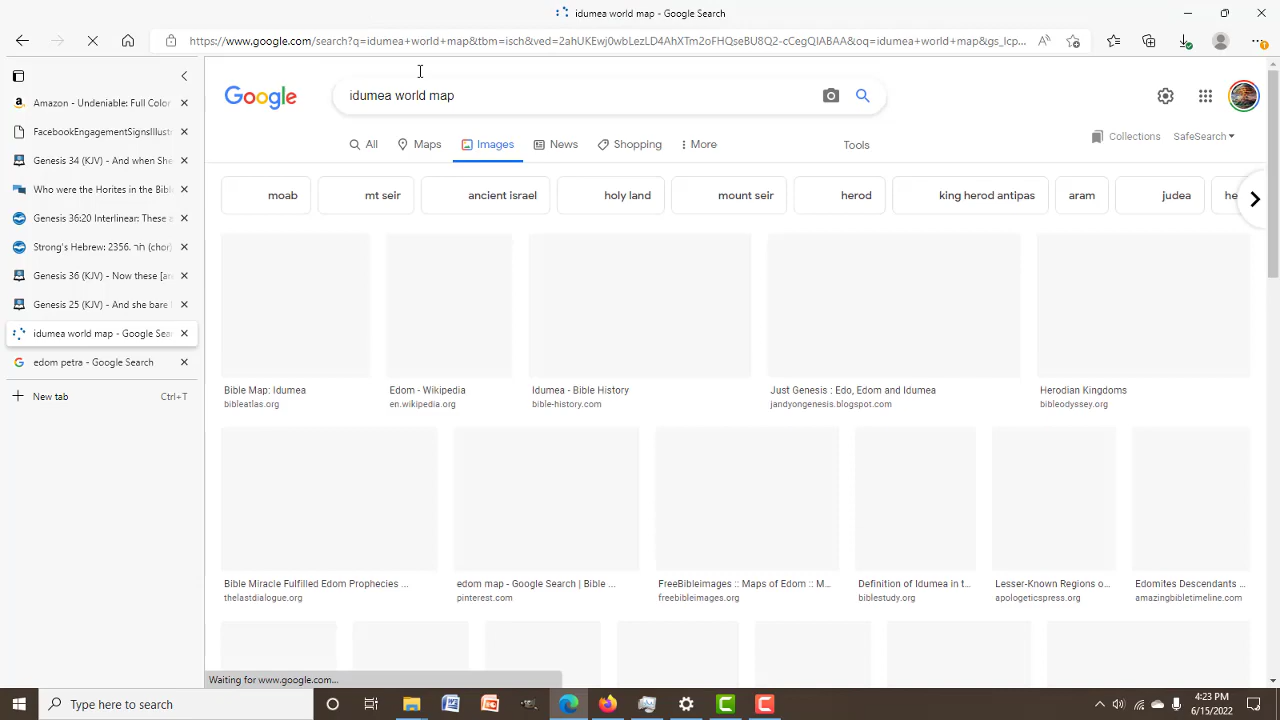 idumea world map - Google Search
https://www.google.com/search?q=idumea+world+map&tbm=isch&ved=2ahUKEwj0wbLezLD4AhXTm2oFHQseBU8Q2-cCegQIABAA&oq=idumea+world+map&gs_lcp...
Amazon - Undeniable: Full Color
FacebookEngagementSignsIllustr
Genesis 34 (KJV) - And when She
Who were the Horites in the Bibl
Genesis 36:20 Interlinear: These a
Strong's Hebrew: 2356. חֹר (chor)
Genesis 36 (KJV) - Now these [are
Genesis 25 (KJV) - And she bare
idumea world map - Google Sear
edom petra - Google Search
New tab Ctrl+T
Google
idumea world map
All Maps Images News Shopping More Tools
Collections SafeSearch
moab mt seir ancient israel holy land mount seir herod king herod antipas aram judea he
Bible Map: Idumea
bibleatlas.org
Edom - Wikipedia
en.wikipedia.org
Idumea - Bible History
bible-history.com
Just Genesis : Edo, Edom and Idumea
jandyongenesis.blogspot.com
Herodian Kingdoms
bibleodyssey.org
Bible Miracle Fulfilled Edom Prophecies ...
thelastdialogue.org
edom map - Google Search | Bible ...
pinterest.com
FreeBibleimages :: Maps of Edom :: M...
freebibleimages.org
Definition of Idumea in t...
biblestudy.org
Lesser-Known Regions o...
apologeticspress.org
Edomites Descendants ...
amazingbibletimeline.com
Waiting for www.google.com...
Type here to search
4:23 PM
6/15/2022